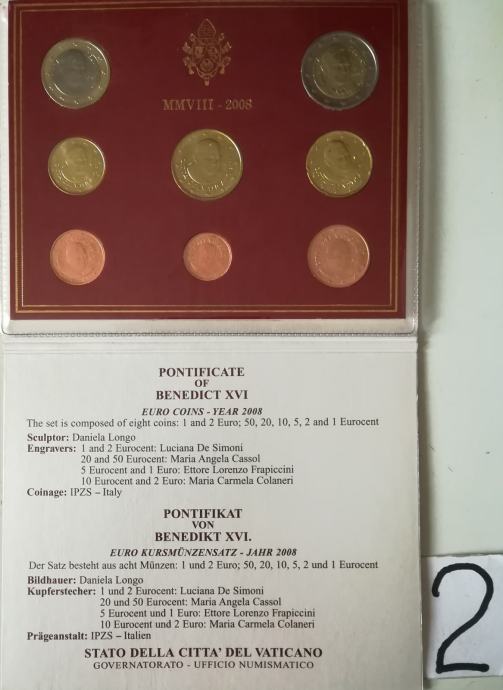 MMVIII - 2008
PONTIFICATE
OF
BENEDICT XVI
EURO COINS - YEAR 2008
The set is composed of eight coins: 1 and 2 Euro; 50, 20, 10, 5, 2 and 1 Eurocent
Sculptor: Daniela Longo
Engravers: 1 and 2 Eurocent: Luciana De Simoni
20 and 50 Eurocent: Maria Angela Cassol
5 Eurocent and 1 Euro: Ettore Lorenzo Frapiccini
10 Eurocent and 2 Euro: Maria Carmela Colaneri
Coinage: IPZS – Italy
PONTIFIKAT
VON
BENEDIKT XVI.
EURO KURSMÜNZENSATZ - JAHR 2008
Der Satz besteht aus acht Münzen: 1 und 2 Euro; 50, 20, 10, 5, 2 und 1 Eurocent
Bildhauer: Daniela Longo
Kupferstecher: 1 und 2 Eurocent: Luciana De Simoni
20 und 50 Eurocent: Maria Angela Cassol
5 Eurocent und 1 Euro: Ettore Lorenzo Frapiccini
10 Eurocent und 2 Euro: Maria Carmela Colaneri
Prägeanstalt: IPZS – Italien
STATO DELLA CITTA' DEL VATICANO
GOVERNATORATO - UFFICIO NUMISMATICO
2